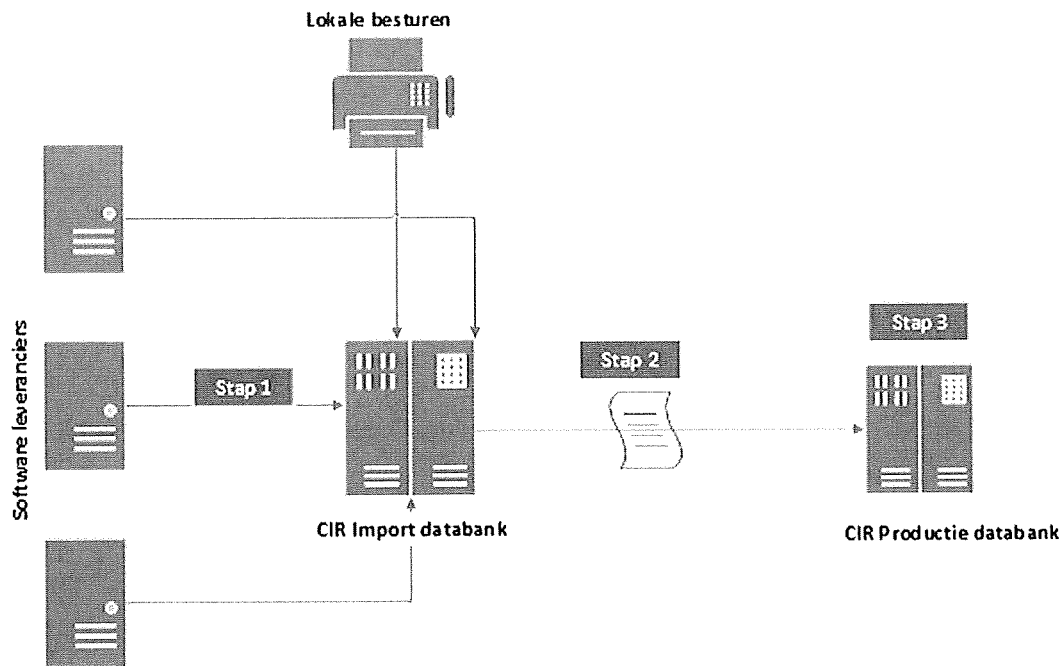 Lokale besturen
Software leveranciers
Stap 1
Stap 2
Stap 3
CIR Import databank
CIR Productie databank